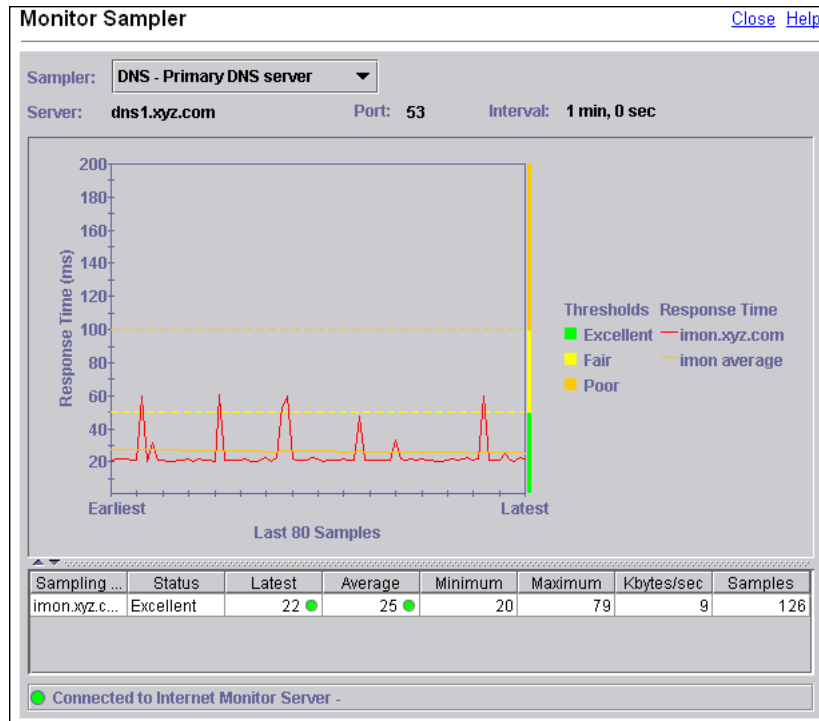 Monitor Sampler
Close Help
Sampler: DNS - Primary DNS server
Server: dns1.xyz.com Port: 53 Interval: 1 min, 0 sec
200
180
160
140
120
100
80
60
40
20
Response Time (ms)
Earliest Latest
Last 80 Samples
Thresholds Response Time
Excellent imon.xyz.com
Fair imon average
Poor
Sampling ... Status Latest Average Minimum Maximum Kbytes/sec Samples
imon.xyz.c... Excellent 22 25 20 79 9 126
Connected to Internet Monitor Server -